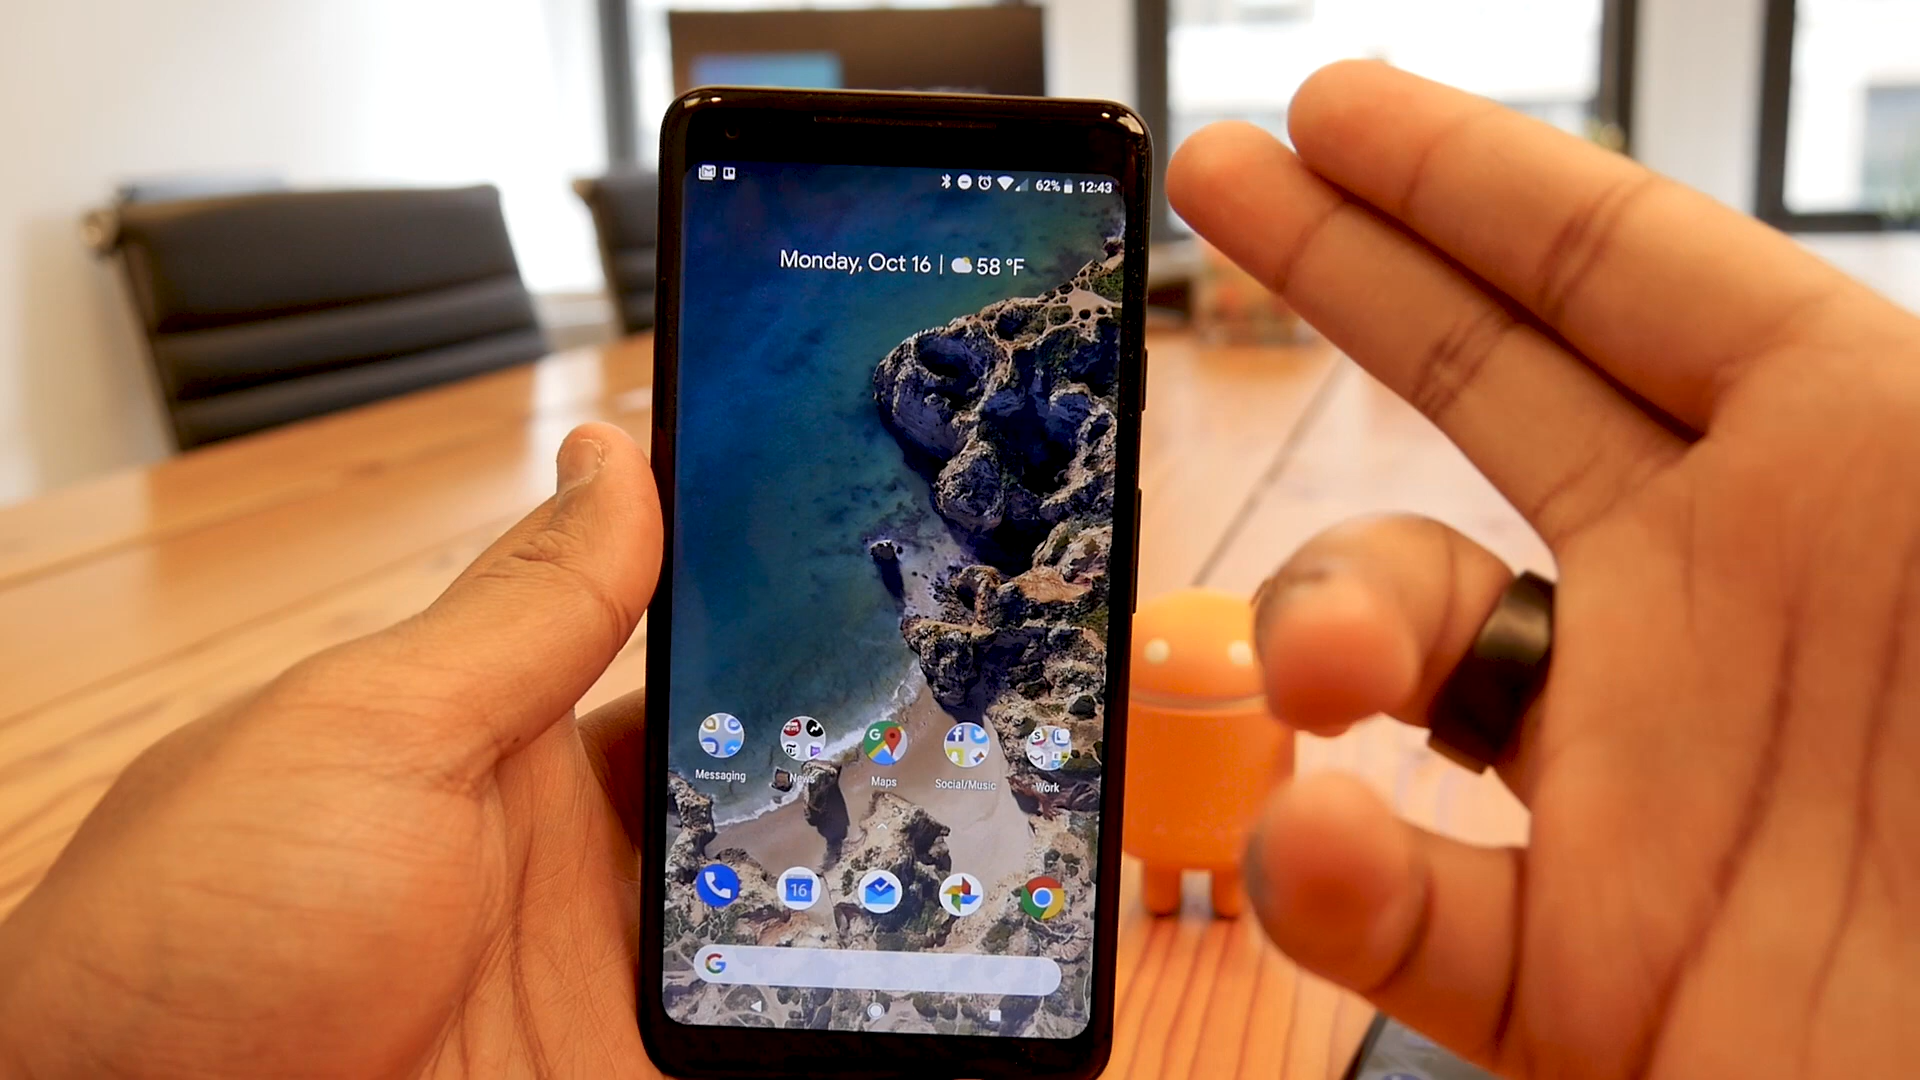 62% 12:43
Monday, Oct 16 | 58 °F
Messaging News Maps Social/Music Work
16
G